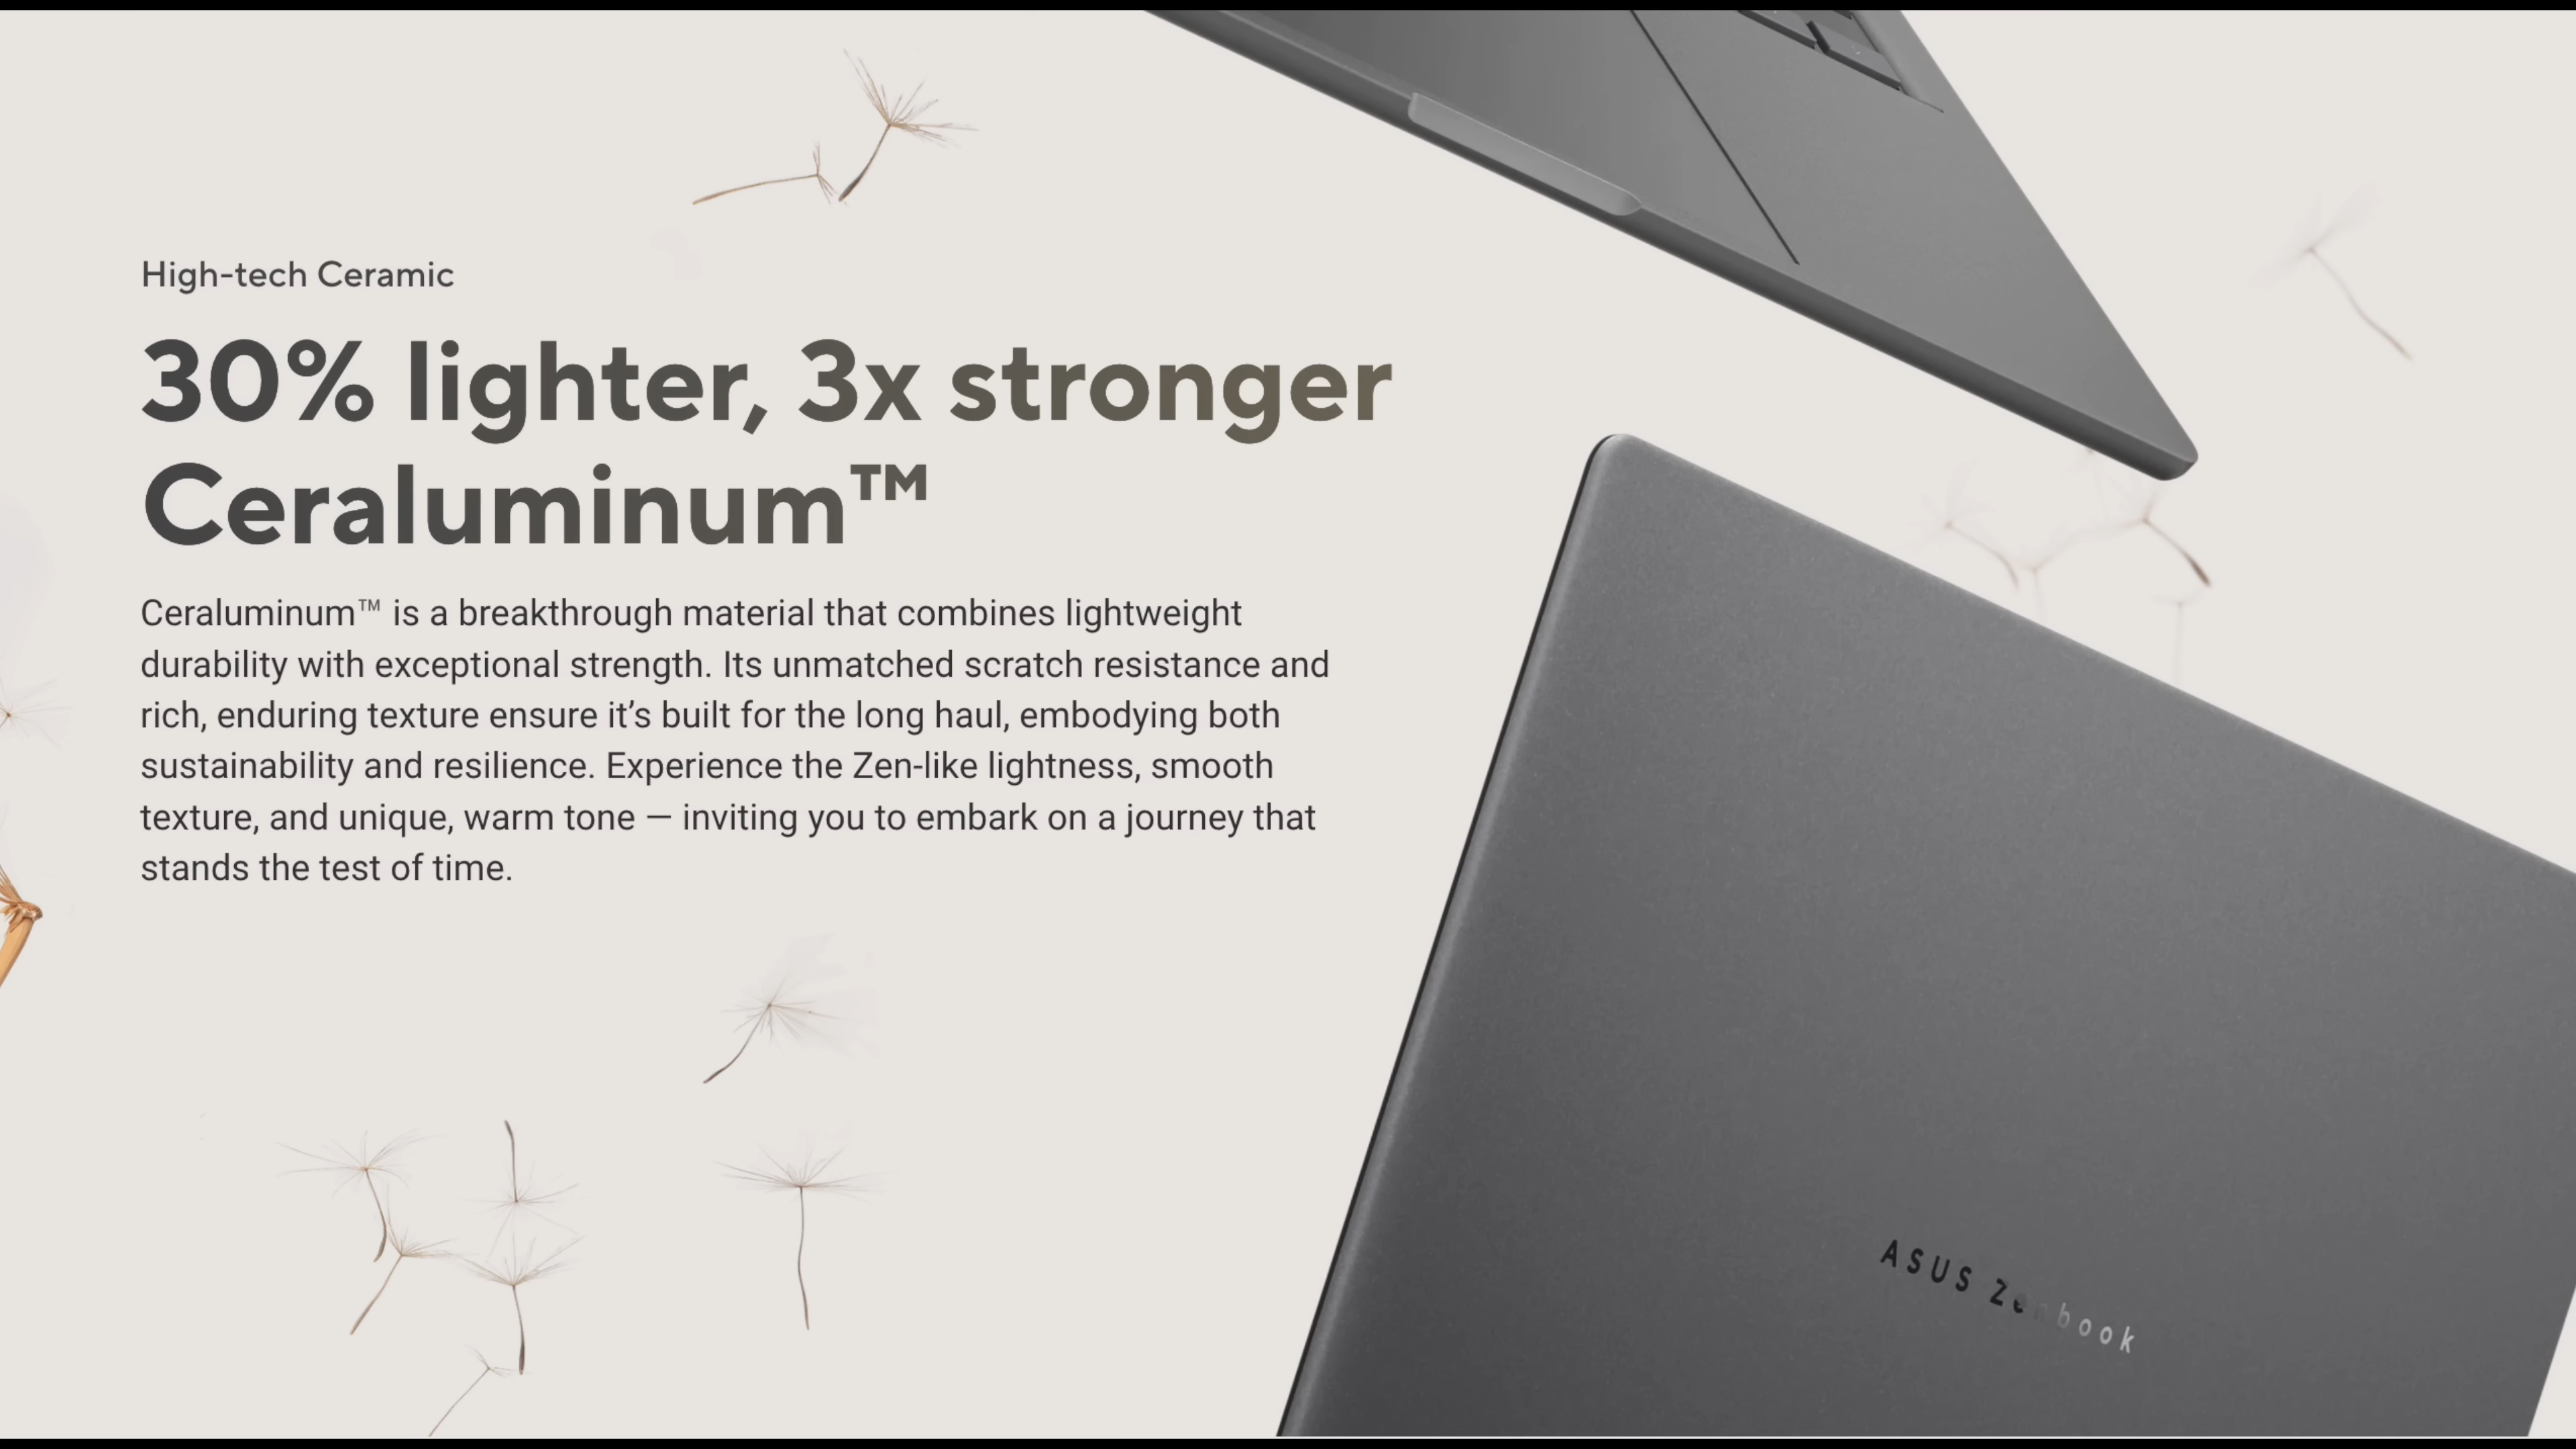 High-tech Ceramic
30% lighter, 3x stronger
Ceraluminum™
Ceraluminum™ is a breakthrough material that combines lightweight
durability with exceptional strength. Its unmatched scratch resistance and
rich, enduring texture ensure it’s built for the long haul, embodying both
sustainability and resilience. Experience the Zen-like lightness, smooth
texture, and unique, warm tone — inviting you to embark on a journey that
stands the test of time.
ASUS Zenbook